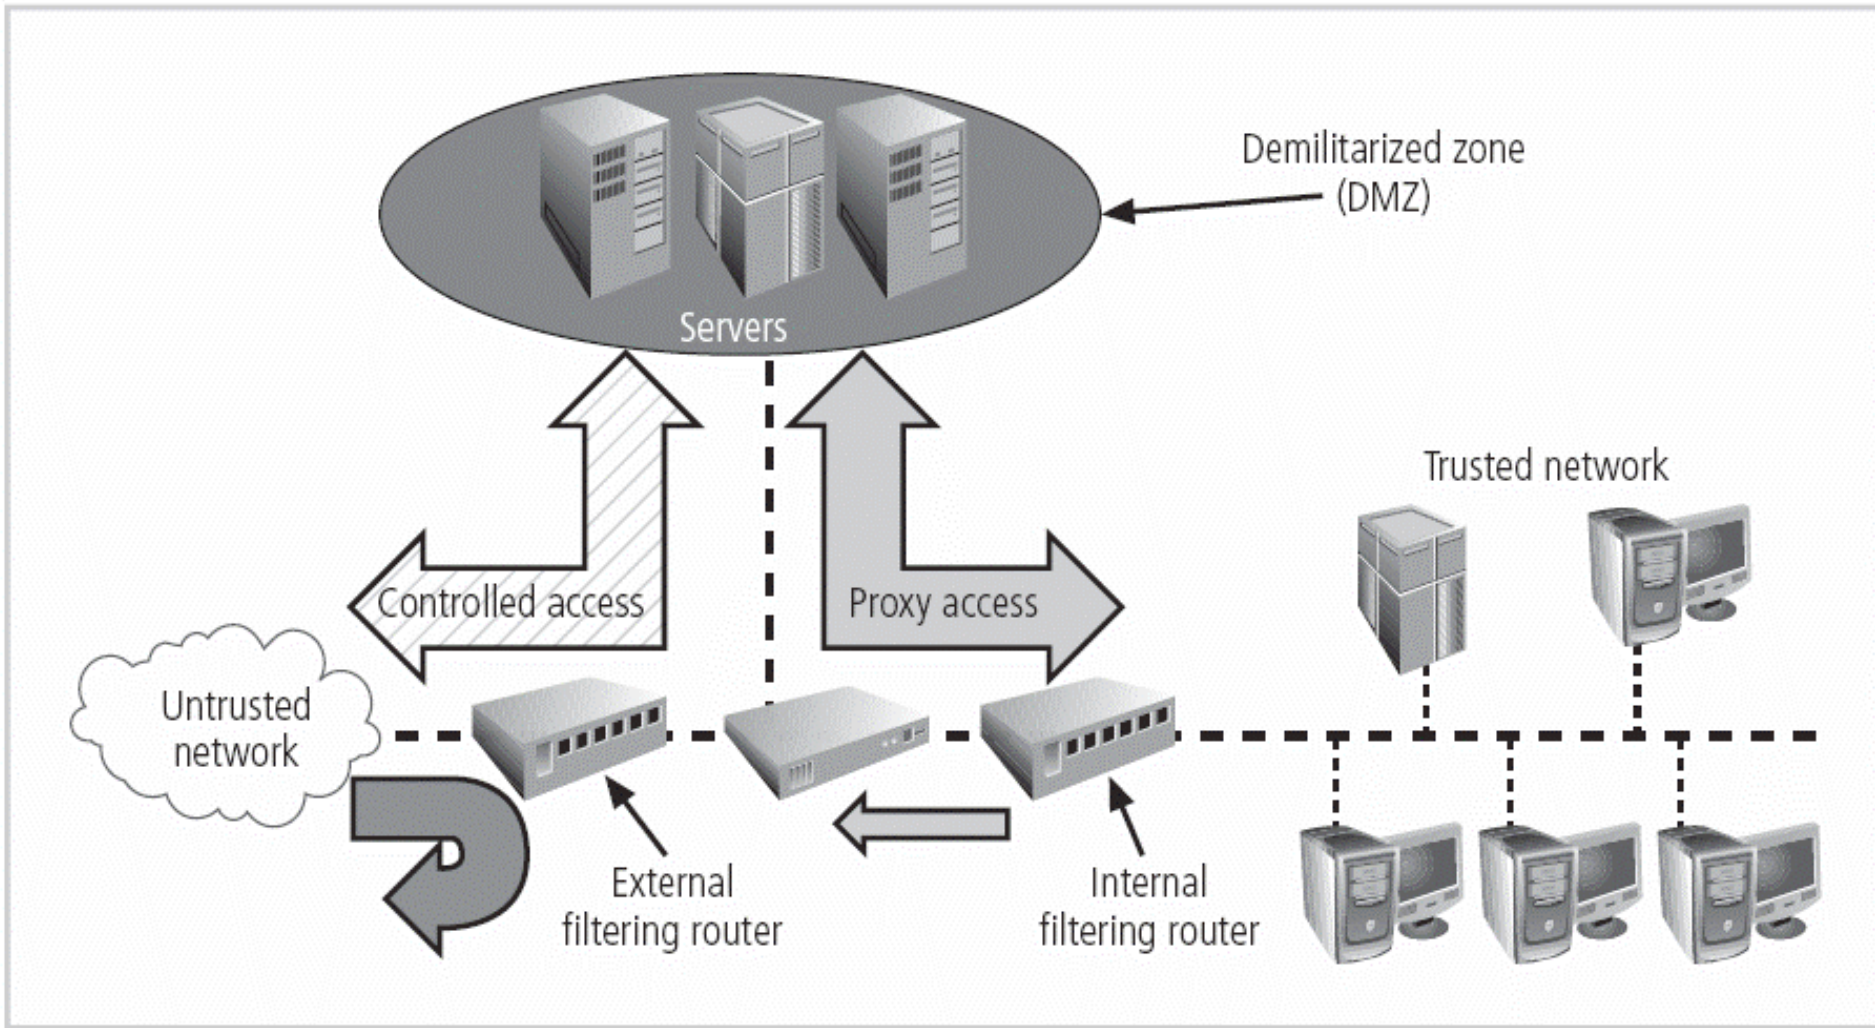 Demilitarized zone
(DMZ)
Servers
Trusted network
Controlled access
Proxy access
Untrusted
network
External
filtering router
Internal
filtering router